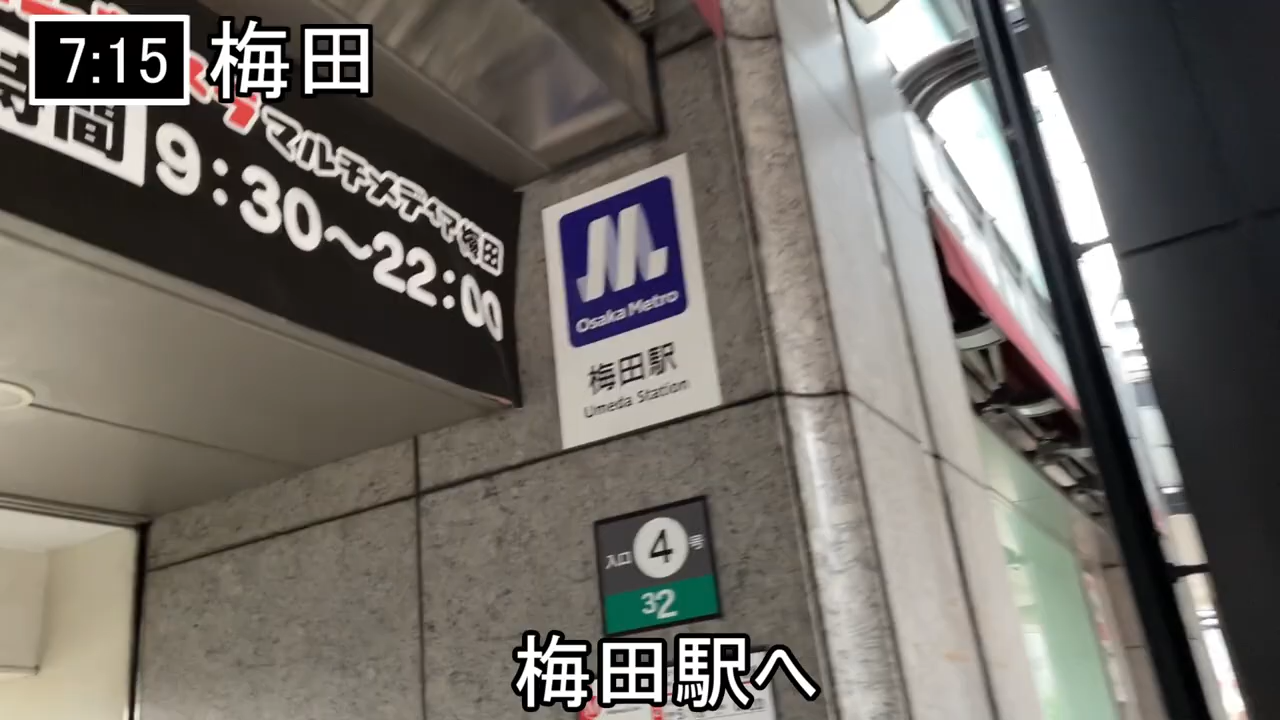 7:15 梅田
マルチメディア梅田
時間 9:30~22:00
Osaka Metro
梅田駅
Umeda Station
入口 4 号
32
梅田駅へ